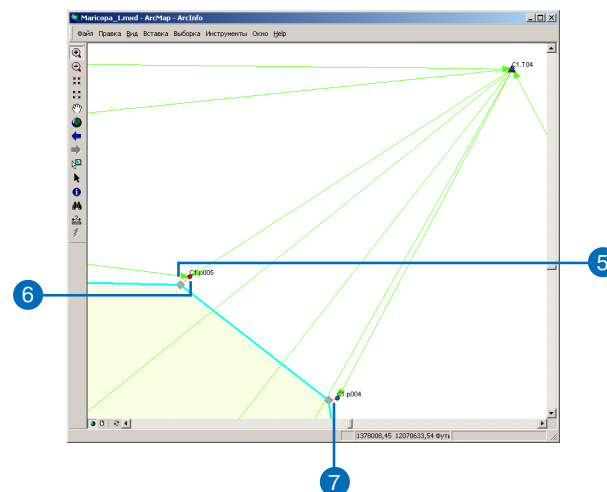 Maricopa_1.mxd - ArcMap - ArcInfo
Файл Правка Вид Вставка Выборка Инструменты Окно Help
C1.T04
C1.p005
5
6
C1.p004
1378008,45 12070633,54 Футы
7